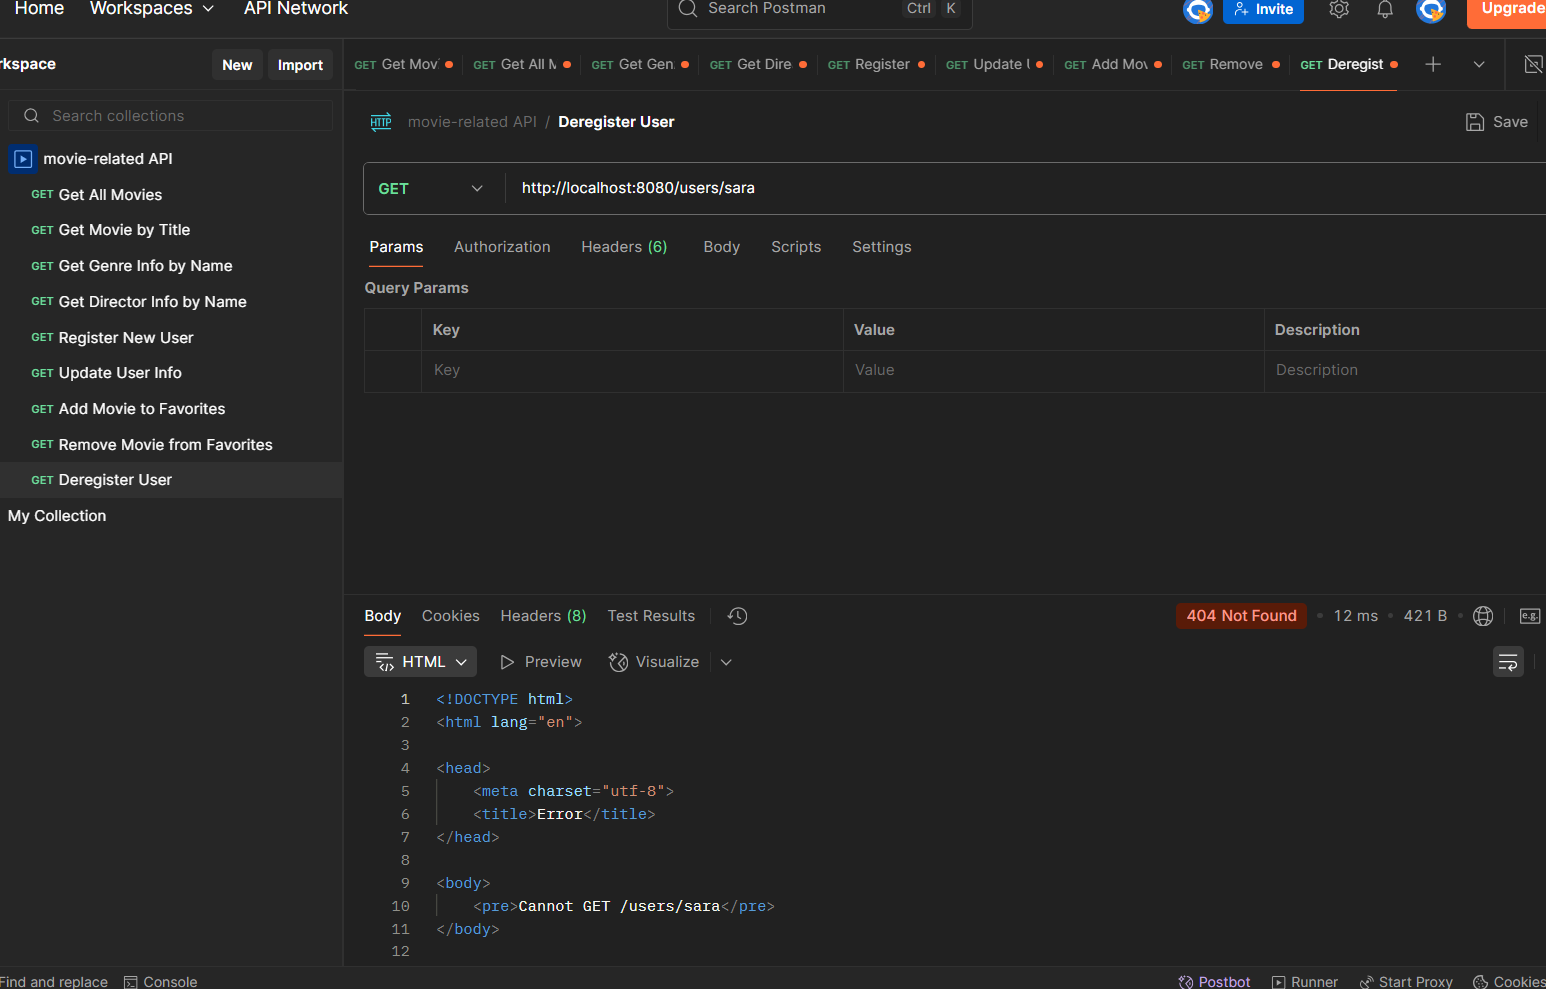 Home Workspaces API Network Search Postman Ctrl K Invite Upgrade
rkspace New Import
GET Get Mov GET Get All M GET Get Gen GET Get Dire GET Register GET Update U GET Add Mov GET Remove GET Deregist
Search collections
movie-related API
GET Get All Movies
GET Get Movie by Title
GET Get Genre Info by Name
GET Get Director Info by Name
GET Register New User
GET Update User Info
GET Add Movie to Favorites
GET Remove Movie from Favorites
GET Deregister User
My Collection
HTTP movie-related API / Deregister User Save
GET http://localhost:8080/users/sara
Params Authorization Headers (6) Body Scripts Settings
Query Params
Key Value Description
Key Value Description
Body Cookies Headers (8) Test Results 404 Not Found • 12 ms • 421 B • e.g.
HTML Preview Visualize
1 <!DOCTYPE html>
2 <html lang="en">
3
4 <head>
5 <meta charset="utf-8">
6 <title>Error</title>
7 </head>
8
9 <body>
10 <pre>Cannot GET /users/sara</pre>
11 </body>
12
Find and replace Console Postbot Runner Start Proxy Cookies